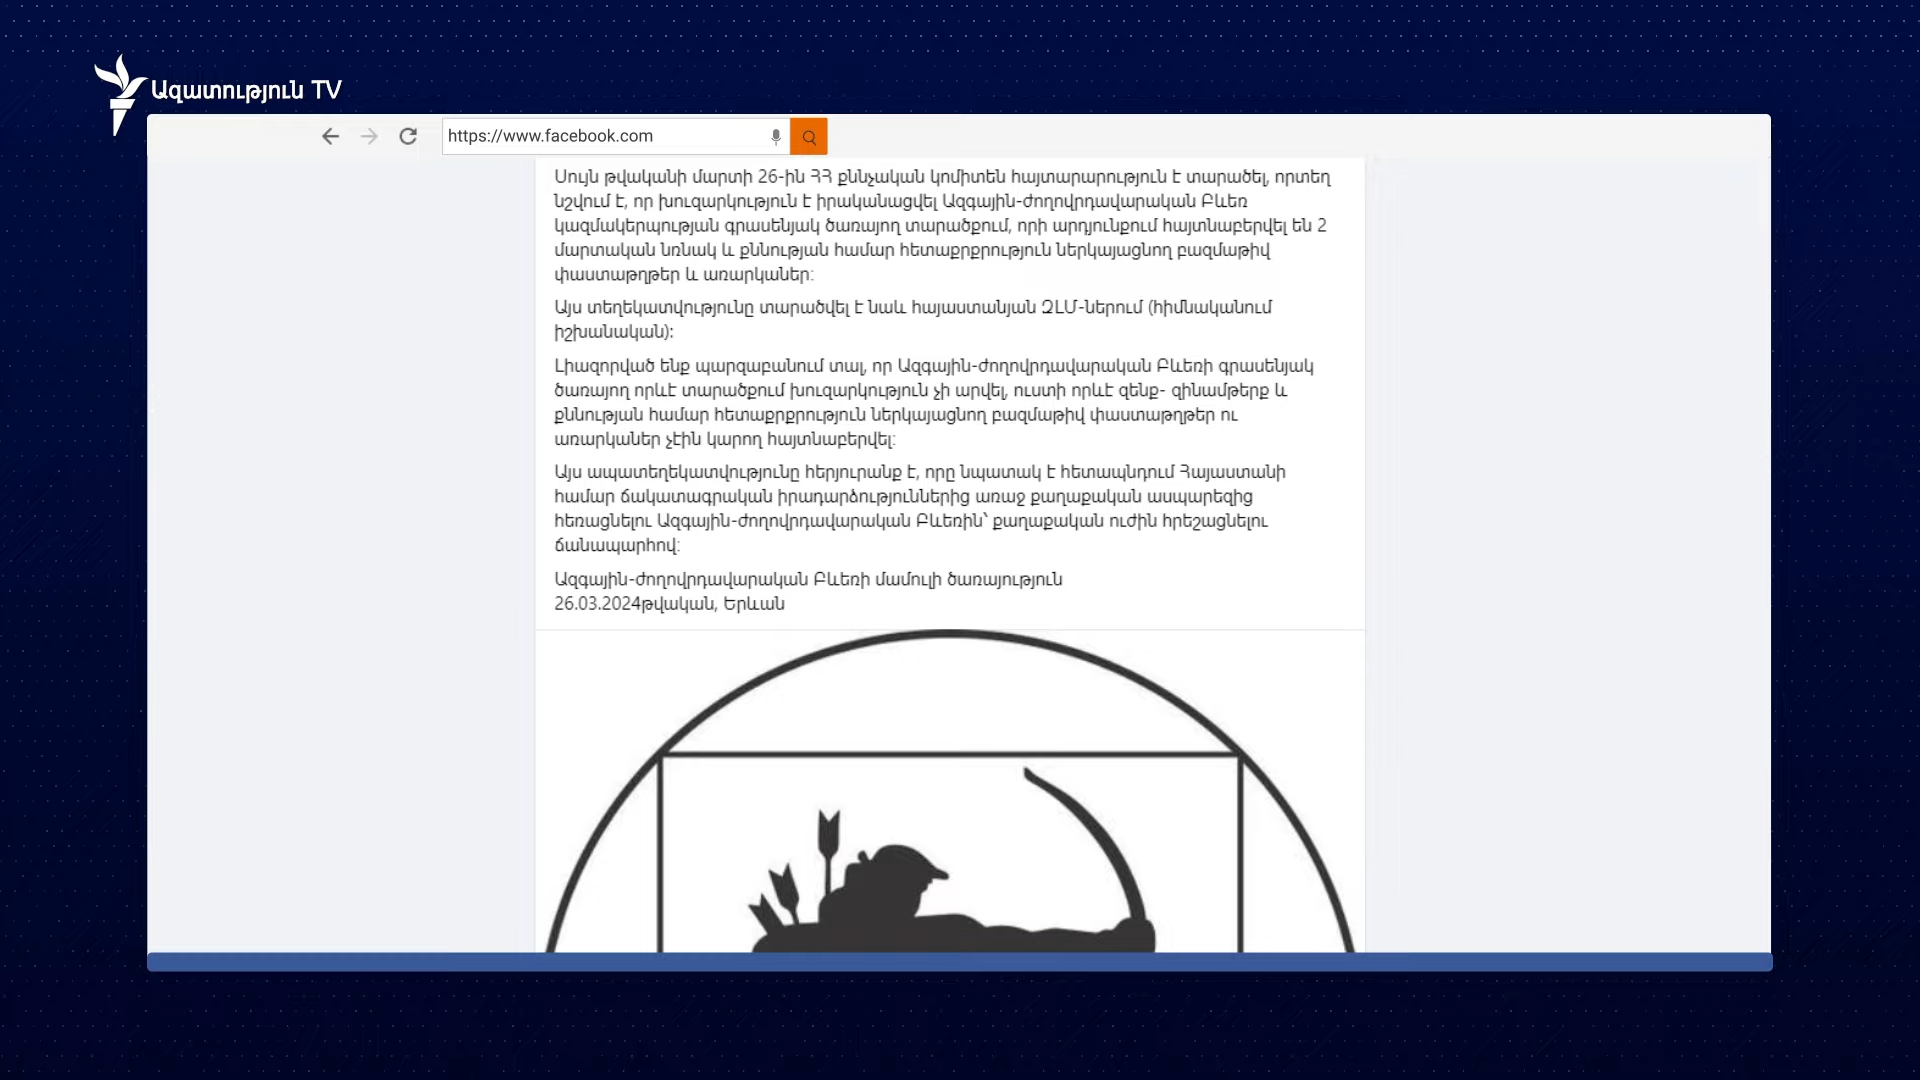 Ազատություն TV
https://www.facebook.com
Սույն թվականի մարտի 26-ին ՀՀ քննչական կոմիտեն հայտարարություն է տարածել, որտեղ
նշվում է, որ խուզարկություն է իրականացվել Ազգային-ժողովրդավարական Բևեռ
կազմակերպության գրասենյակ ծառայող տարածքում, որի արդյունքում հայտնաբերվել են 2
մարտական նռնակ և քննության համար հետաքրքրություն ներկայացնող բազմաթիվ
փաստաթղթեր և առարկաներ:
Այս տեղեկատվությունը տարածվել է նաև հայաստանյան ԶԼՄ-ներում (հիմնականում
իշխանական):
Լիազորված ենք պարզաբանում տալ, որ Ազգային-ժողովրդավարական Բևեռի գրասենյակ
ծառայող որևէ տարածքում խուզարկություն չի արվել, ուստի որևէ զենք- զինամթերք և
քննության համար հետաքրքրություն ներկայացնող բազմաթիվ փաստաթղթեր ու
առարկաներ չէին կարող հայտնաբերվել:
Այս ապատեղեկատվությունը հերյուրանք է, որը նպատակ է հետապնդում Հայաստանի
համար ճակատագրական իրադարձություններից առաջ քաղաքական ասպարեզից
հեռացնելու Ազգային-ժողովրդավարական Բևեռին՝ քաղաքական ուժին հրեշացնելու
ճանապարհով:
Ազգային-ժողովրդավարական Բևեռի մամուլի ծառայություն
26.03.2024թվական, Երևան